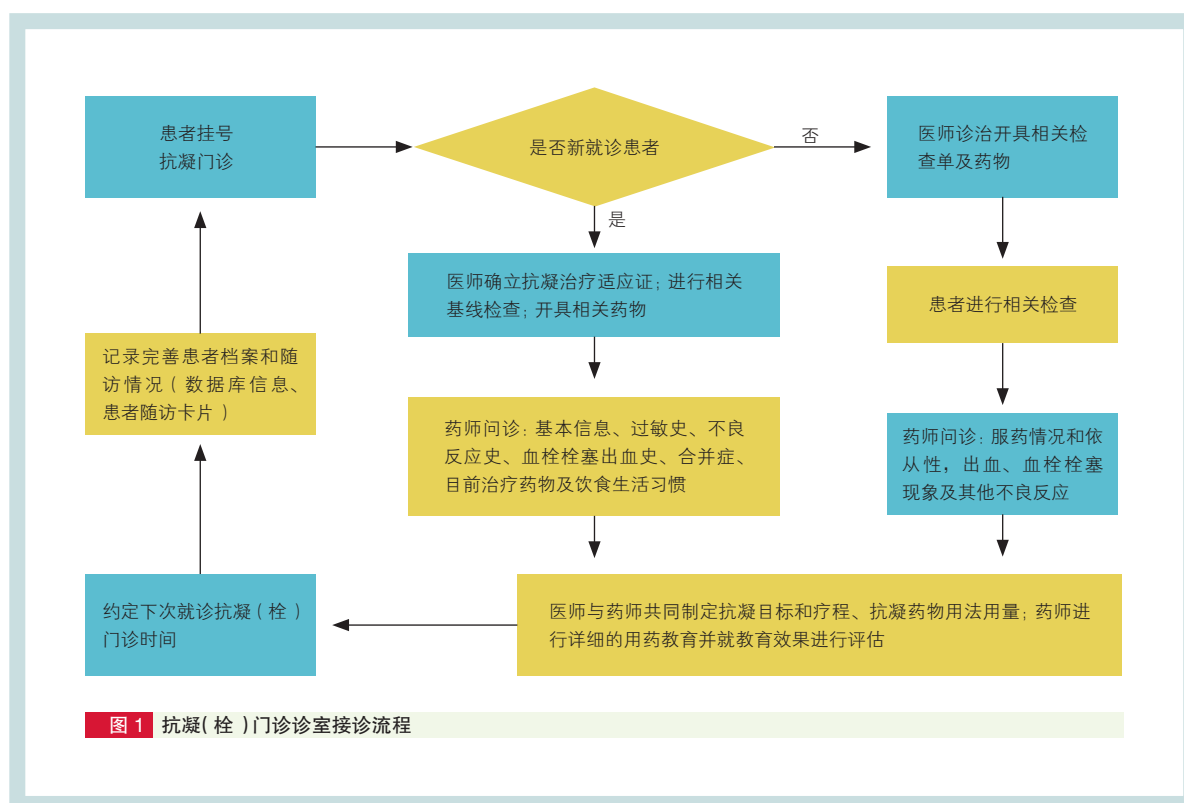 患者挂号
抗凝门诊
是否新就诊患者
否
医师诊治开具相关检
查单及药物
是
医师确立抗凝治疗适应证；进行相关
基线检查；开具相关药物
患者进行相关检查
记录完善患者档案和随
访情况（数据库信息、
患者随访卡片）
药师问诊：基本信息、过敏史、不良
反应史、血栓栓塞出血史、合并症、
目前治疗药物及饮食生活习惯
药师问诊：服药情况和依
从性，出血、血栓栓塞
现象及其他不良反应
约定下次就诊抗凝（栓）
门诊时间
医师与药师共同制定抗凝目标和疗程、抗凝药物用法用量；药师进
行详细的用药教育并就教育效果进行评估
图 1 抗凝（栓）门诊诊室接诊流程